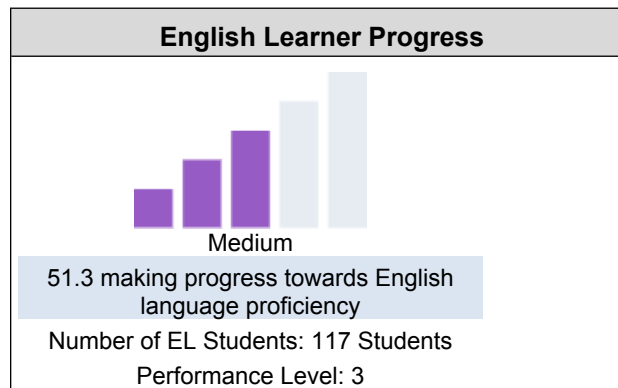 English Learner Progress
Medium
51.3 making progress towards English
language proficiency
Number of EL Students: 117 Students
Performance Level: 3